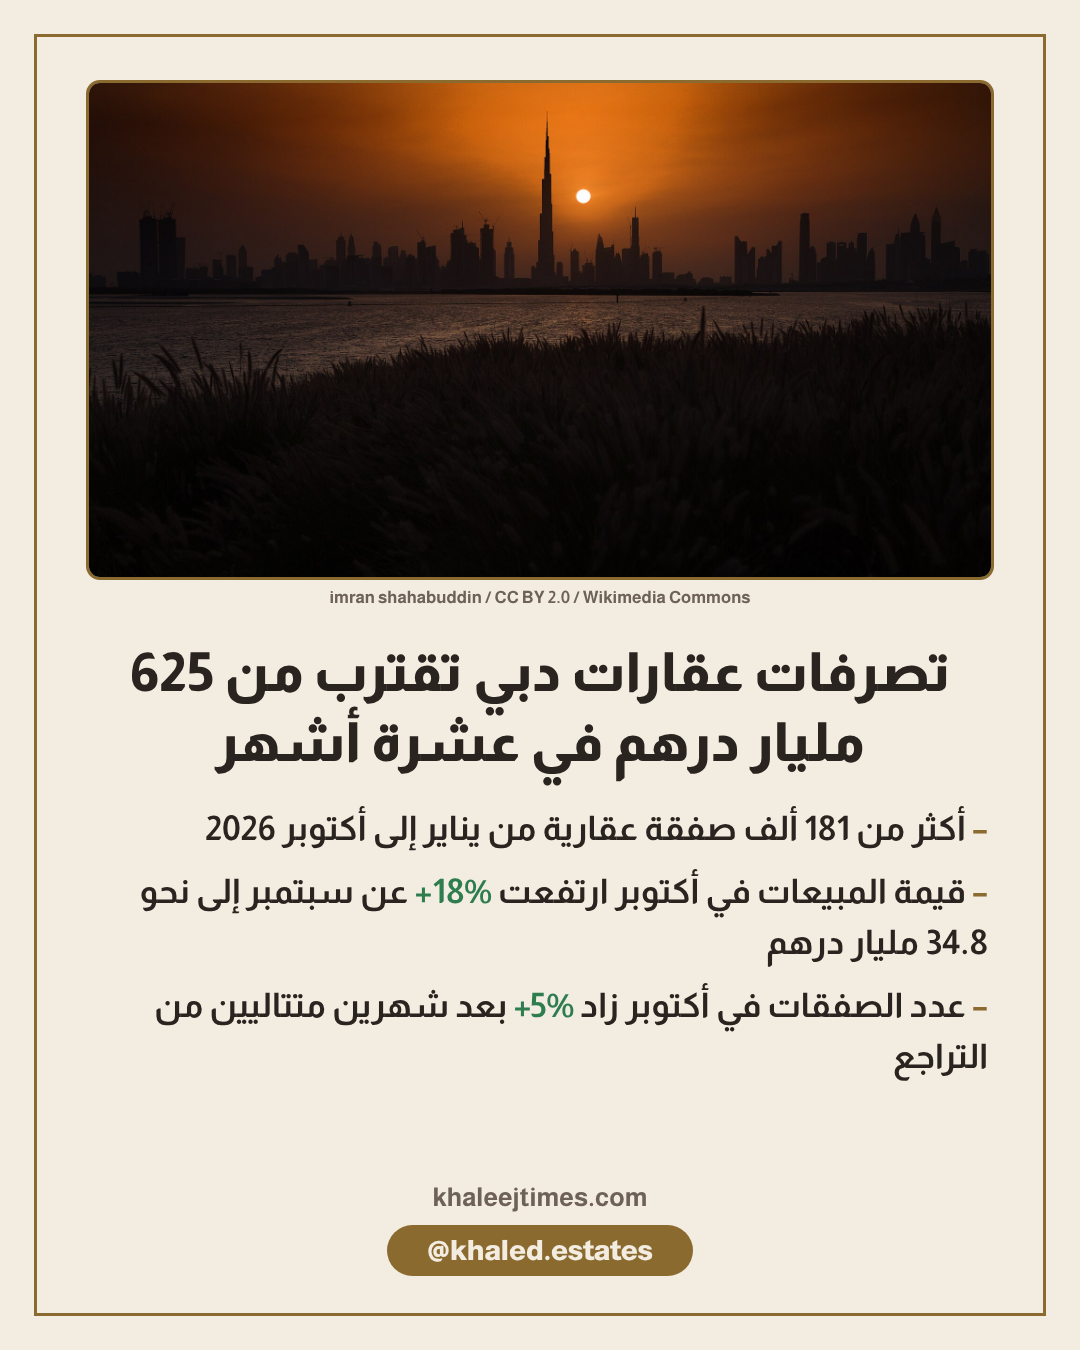 imran shahabuddin / CC BY 2.0 / Wikimedia Commons
تصرفات عقارات دبي تقترب من 625
مليار درهم في عشرة أشهر
– أكثر من 181 ألف صفقة عقارية من يناير إلى أكتوبر 2026
– قيمة المبيعات في أكتوبر ارتفعت 18%+ عن سبتمبر إلى نحو
34.8 مليار درهم
– عدد الصفقات في أكتوبر زاد 5%+ بعد شهرين متتاليين من
التراجع
khaleejtimes.com
@khaled.estates